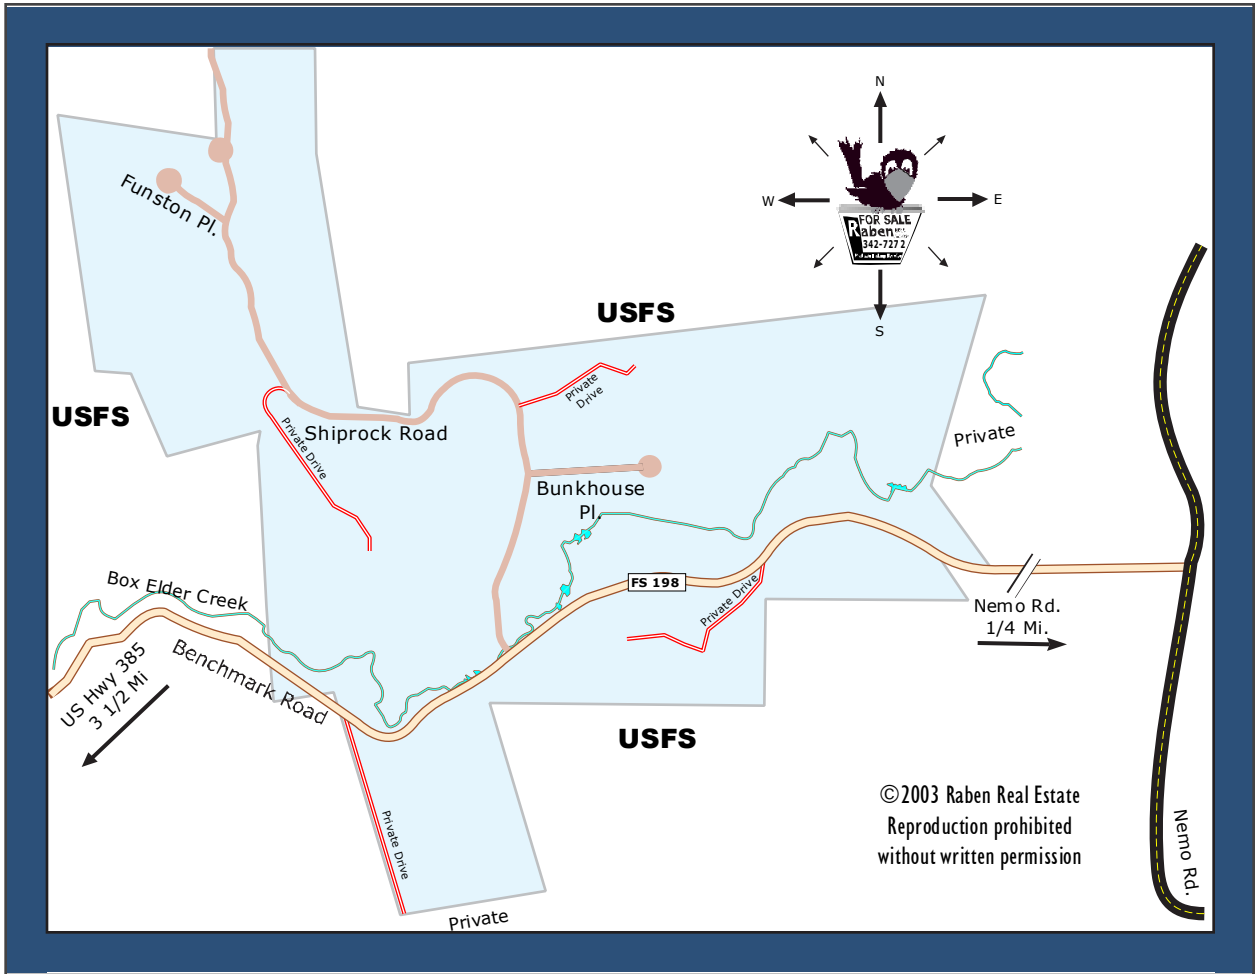 N
Funston Pl.
W
E
FOR SALE
Raben
342-7272
S
USFS
Private
Drive
USFS
Private Drive
Shiprock Road
Private
Bunkhouse
Pl.
Box Elder Creek
FS 198
Private Drive
Nemo Rd.
1/4 Mi.
Benchmark Road
US Hwy 385
3 1/2 Mi
USFS
©2003 Raben Real Estate
Reproduction prohibited
without written permission
Private Drive
Nemo Rd.
Private